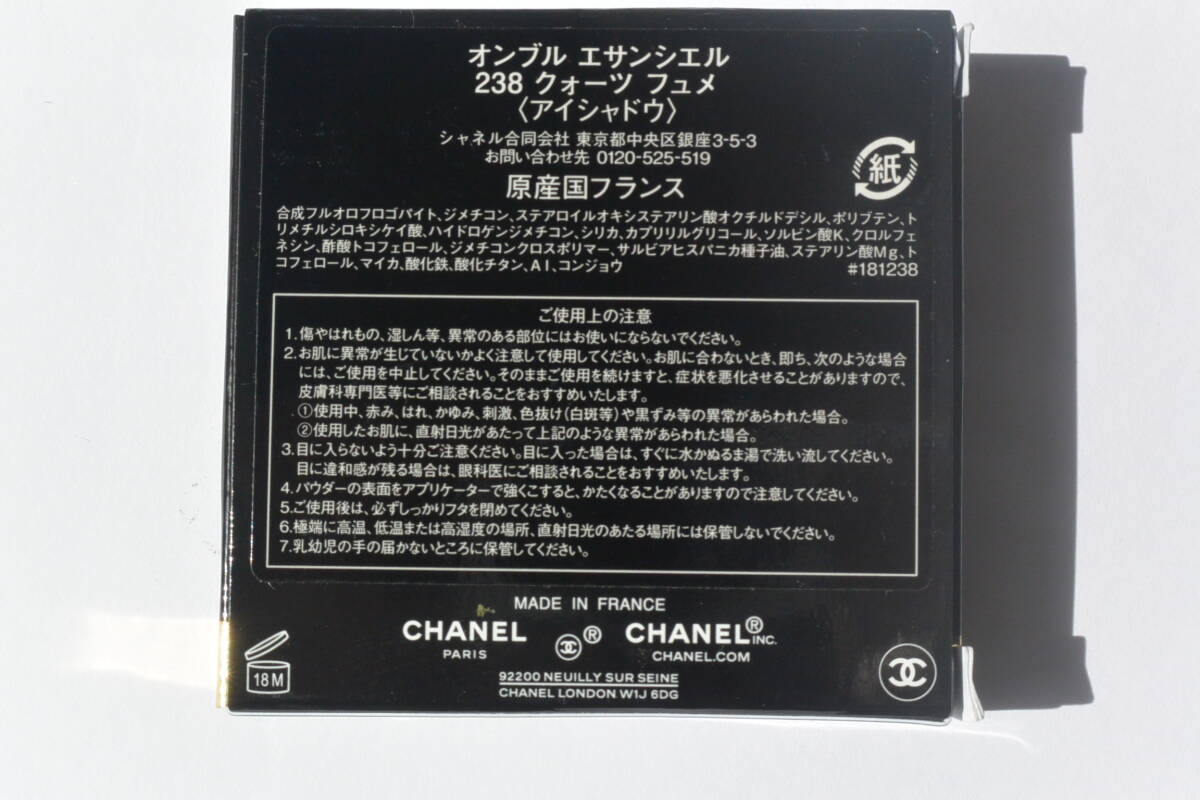 オンブル エサンシエル
238 クォーツ フュメ
〈アイシャドウ〉
シャネル合同会社 東京都中央区銀座3-5-3
お問い合わせ先 0120-525-519
紙
原産国フランス
合成フルオロフロゴパイト、ジメチコン、ステアロイルオキシステアリン酸オクチルドデシル、ポリブテン、ト
リメチルシロキシケイ酸、ハイドロゲンジメチコン、シリカ、カプリリルグリコール、ソルビン酸K、クロルフェ
ネシン、酢酸トコフェロール、ジメチコンクロスポリマー、サルビアヒスパニカ種子油、ステアリン酸Mg、ト
コフェロール、マイカ、酸化鉄、酸化チタン、Al、コンジョウ
#181238
ご使用上の注意
1.傷やはれもの、湿しん等、異常のある部位にはお使いにならないでください。
2.お肌に異常が生じていないかよく注意して使用してください。お肌に合わないとき、即ち、次のような場合
には、ご使用を中止してください。そのままご使用を続けますと、症状を悪化させることがありますので、
皮膚科専門医等にご相談されることをおすすめいたします。
①使用中、赤み、はれ、かゆみ、刺激、色抜け(白斑等)や黒ずみ等の異常があらわれた場合。
②使用したお肌に、直射日光があたって上記のような異常があらわれた場合。
3.目に入らないよう十分ご注意ください。目に入った場合は、すぐに水かぬるま湯で洗い流してください。
目に違和感が残る場合は、眼科医にご相談されることをおすすめいたします。
4.パウダーの表面をアプリケーターで強くこすると、かたくなることがありますので注意してください。
5.ご使用後は、必ずしっかりフタを閉めてください。
6.極端に高温、低温または高湿度の場所、直射日光のあたる場所には保管しないでください。
7.乳幼児の手の届かないところに保管してください。
MADE IN FRANCE
CHANEL ® CHANEL® INC.
PARIS CHANEL.COM
18 M
92200 NEUILLY SUR SEINE
CHANEL LONDON W1J 6DG